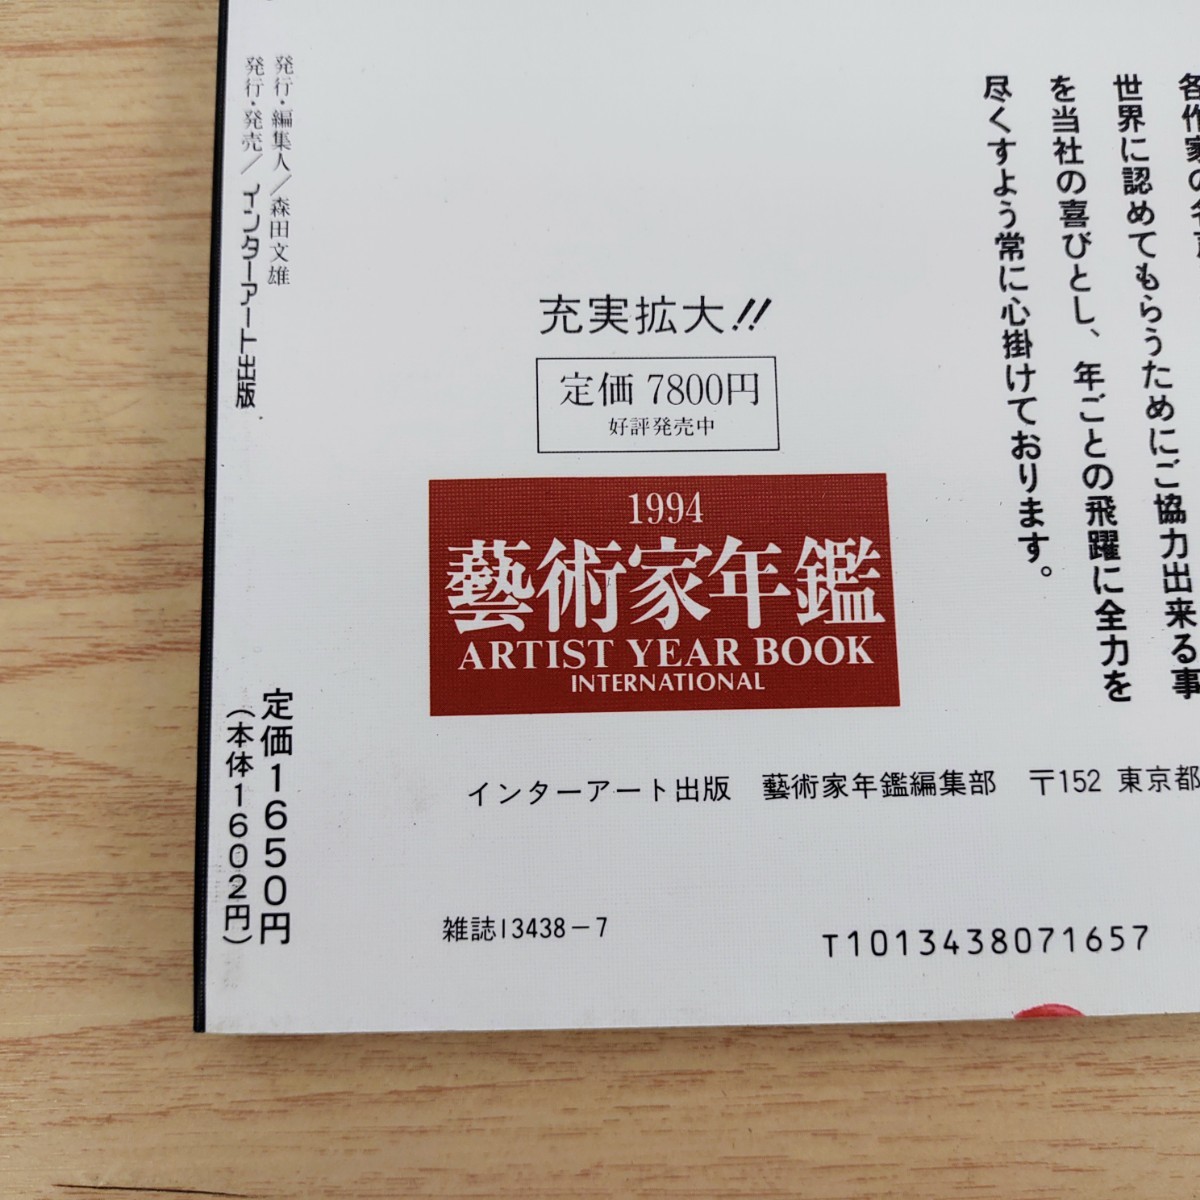 各作家の
世界に認めてもらうためにご協力出来る事
を当社の喜びとし、年ごとの飛躍に全力を
尽くすよう常に心掛けております。
充実拡大!!
定価 7800円
好評発売中
1994
藝術家年鑑
ARTIST YEAR BOOK
INTERNATIONAL
インターアート出版 藝術家年鑑編集部 〒152 東京都
雑誌13438-7
T1013438071657
発行・編集人/森田文雄
発行・発売/インターアート出版
定価1650円
(本体1602円)